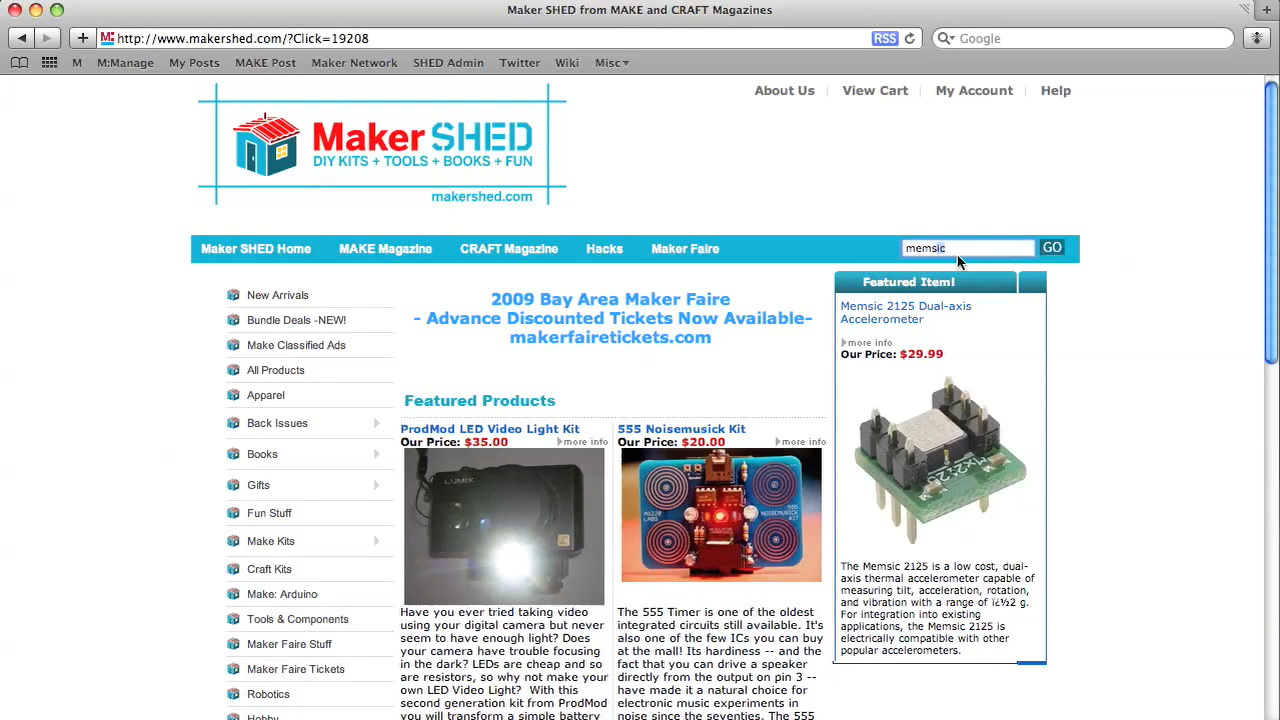 Maker SHED from MAKE and CRAFT Magazines
http://www.makershed.com/?Click=19208
RSS
Google
M
M:Manage
My Posts
MAKE Post
Maker Network
SHED Admin
Twitter
Wiki
Misc
About Us
View Cart
My Account
Help
Maker SHED
DIY KITS + TOOLS + BOOKS + FUN
makershed.com
Maker SHED Home
MAKE Magazine
CRAFT Magazine
Hacks
Maker Faire
memsic
GO
New Arrivals
Bundle Deals -NEW!
Make Classified Ads
All Products
Apparel
Back Issues
Books
Gifts
Fun Stuff
Make Kits
Craft Kits
Make: Arduino
Tools & Components
Maker Faire Stuff
Maker Faire Tickets
Robotics
Hobby
2009 Bay Area Maker Faire
- Advance Discounted Tickets Now Available-
makerfairetickets.com
Featured Products
ProdMod LED Video Light Kit
Our Price: $35.00
more info
LUMIX
Have you ever tried taking video
using your digital camera but never
seem to have enough light? Does
your camera have trouble focusing
in the dark? LEDs are cheap and so
are resistors, so why not make your
own LED Video Light? With this
second generation kit from ProdMod
you will transform a simple battery
555 Noisemusick Kit
Our Price: $20.00
more info
The 555 Timer is one of the oldest
integrated circuits still available. It's
also one of the few ICs you can buy
at the mall! Its hardiness -- and the
fact that you can drive a speaker
directly from the output on pin 3 --
have made it a natural choice for
electronic music experiments in
noise since the seventies. The 555
Featured Item!
Memsic 2125 Dual-axis
Accelerometer
more info
Our Price: $29.99
The Memsic 2125 is a low cost, dual-
axis thermal accelerometer capable of
measuring tilt, acceleration, rotation,
and vibration with a range of ï¿½2 g.
For integration into existing
applications, the Memsic 2125 is
electrically compatible with other
popular accelerometers.